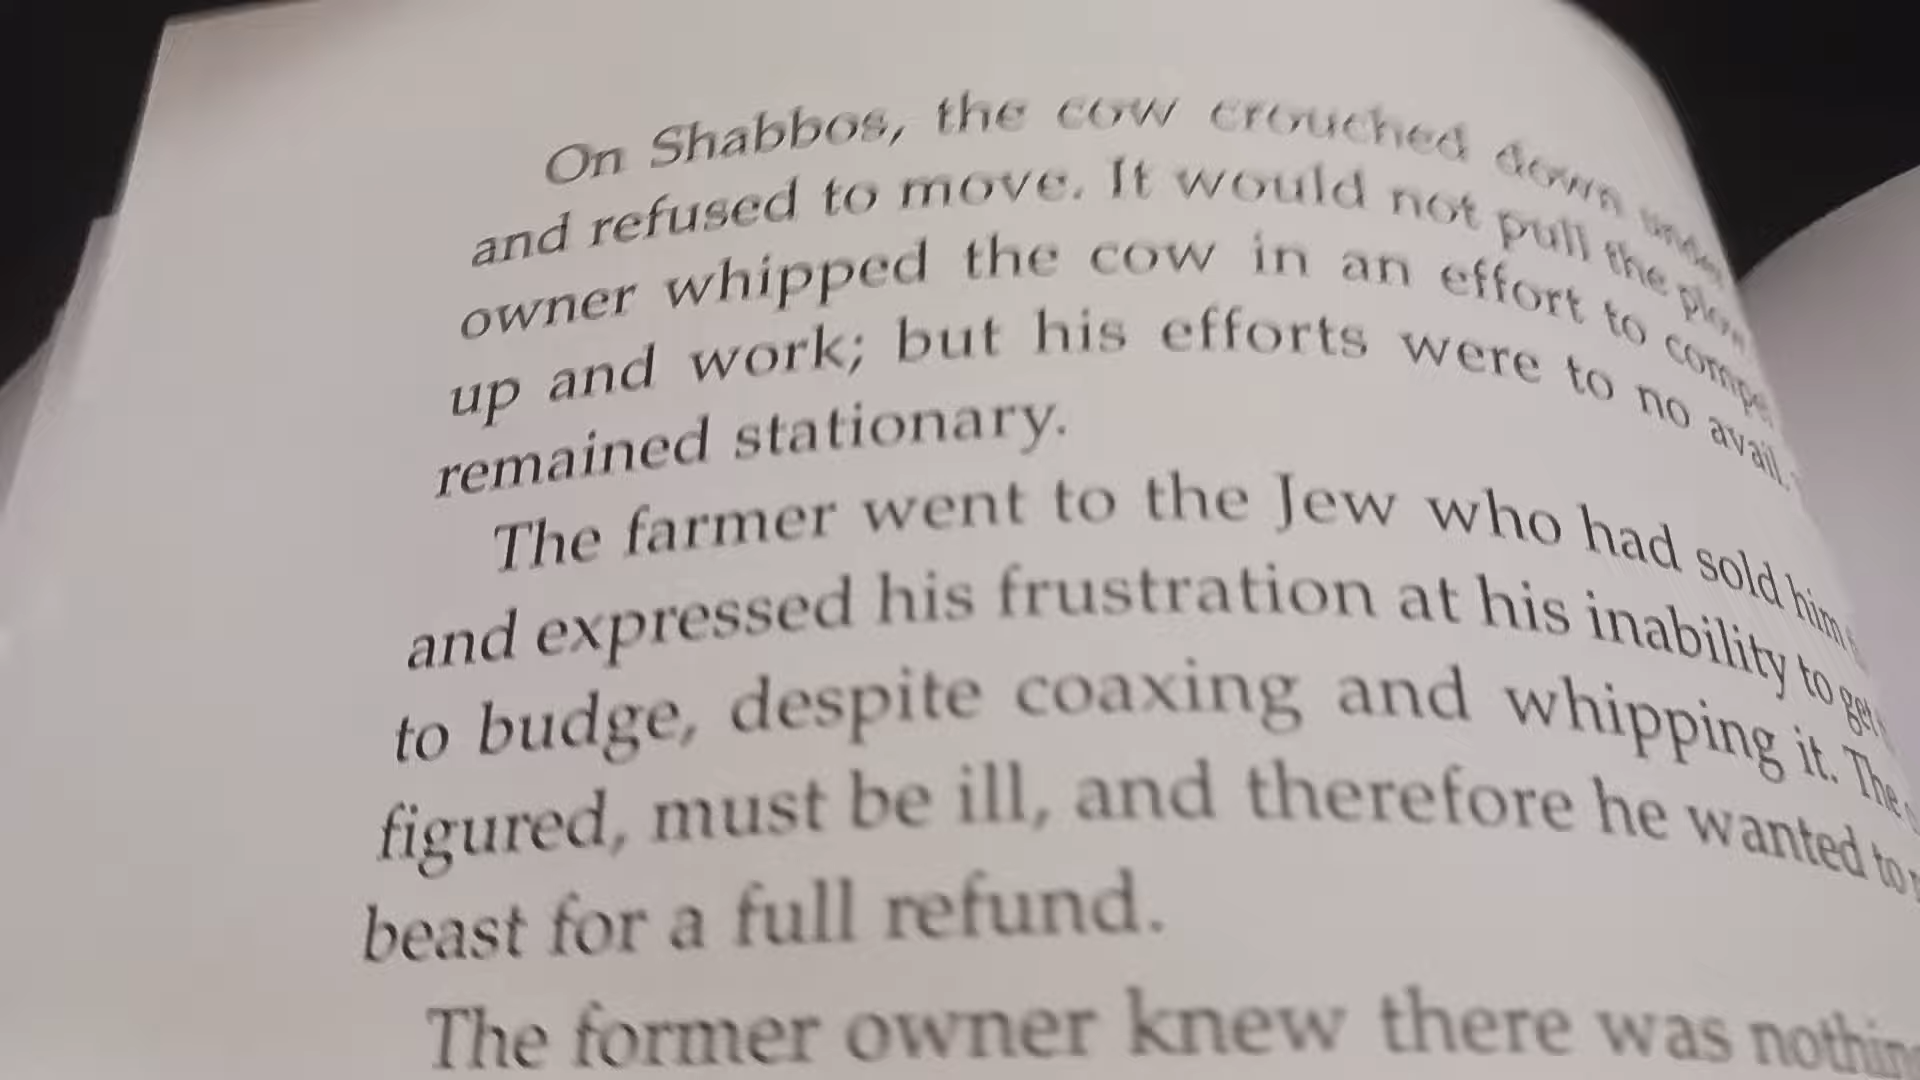 On Shabbos, the cow crouched down under
and refused to move. It would not pull the plow
owner whipped the cow in an effort to
up and work; but his efforts were to no avail.
remained stationary.
The farmer went to the Jew who had sold him
and expressed his frustration at his inability to get
to budge, despite coaxing and whipping it. The
figured, must be ill, and therefore he wanted to
beast for a full refund.
The former owner knew there was